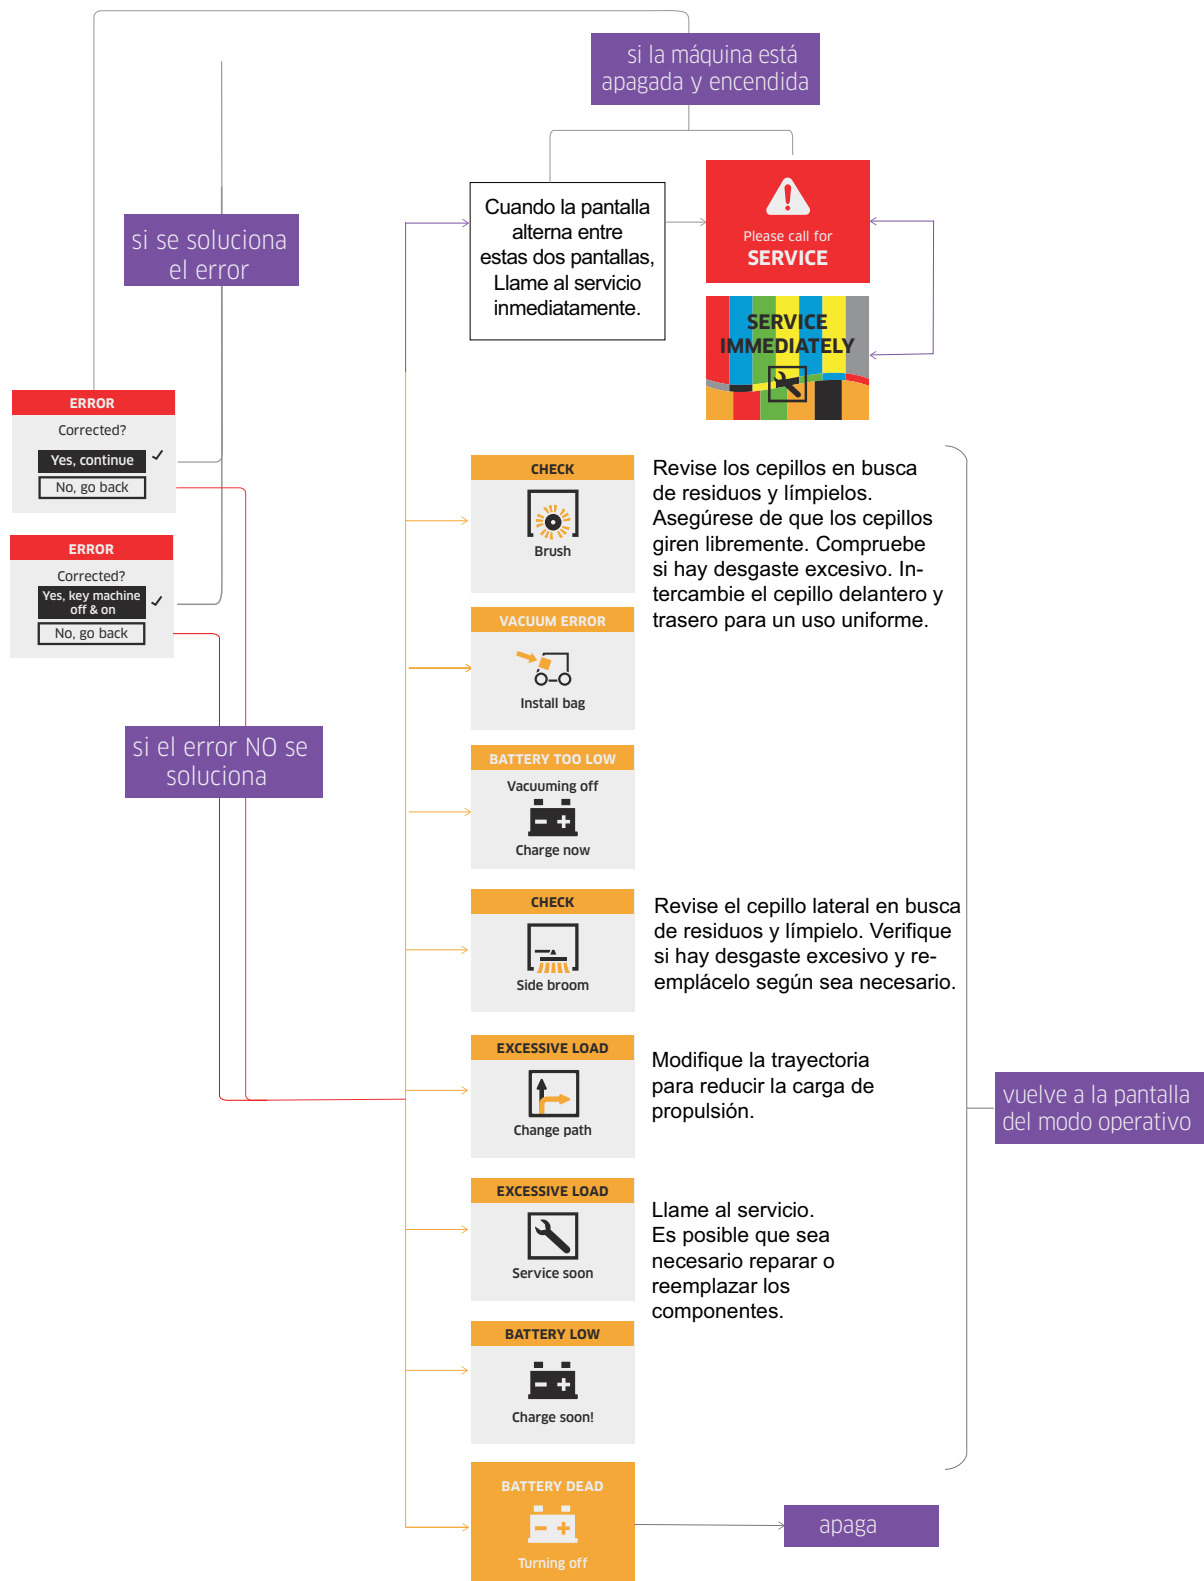 si la máquina está
apagada y encendida
si se soluciona
el error
Cuando la pantalla
alterna entre
estas dos pantallas,
Llame al servicio
inmediatamente.
Please call for
SERVICE
SERVICE
IMMEDIATELY
ERROR
Corrected?
Yes, continue
No, go back
ERROR
Corrected?
Yes, key machine
off & on
No, go back
si el error NO se
soluciona
CHECK
Brush
Revise los cepillos en busca
de residuos y límpielos.
Asegúrese de que los cepillos
giren libremente. Compruebe
si hay desgaste excesivo. In-
tercambie el cepillo delantero y
trasero para un uso uniforme.
VACUUM ERROR
Install bag
BATTERY TOO LOW
Vacuuming off
Charge now
CHECK
Side broom
Revise el cepillo lateral en busca
de residuos y límpielo. Verifique
si hay desgaste excesivo y re-
emplácelo según sea necesario.
EXCESSIVE LOAD
Change path
Modifique la trayectoria
para reducir la carga de
propulsión.
vuelve a la pantalla
del modo operativo
EXCESSIVE LOAD
Service soon
Llame al servicio.
Es posible que sea
necesario reparar o
reemplazar los
componentes.
BATTERY LOW
Charge soon!
BATTERY DEAD
Turning off
apaga